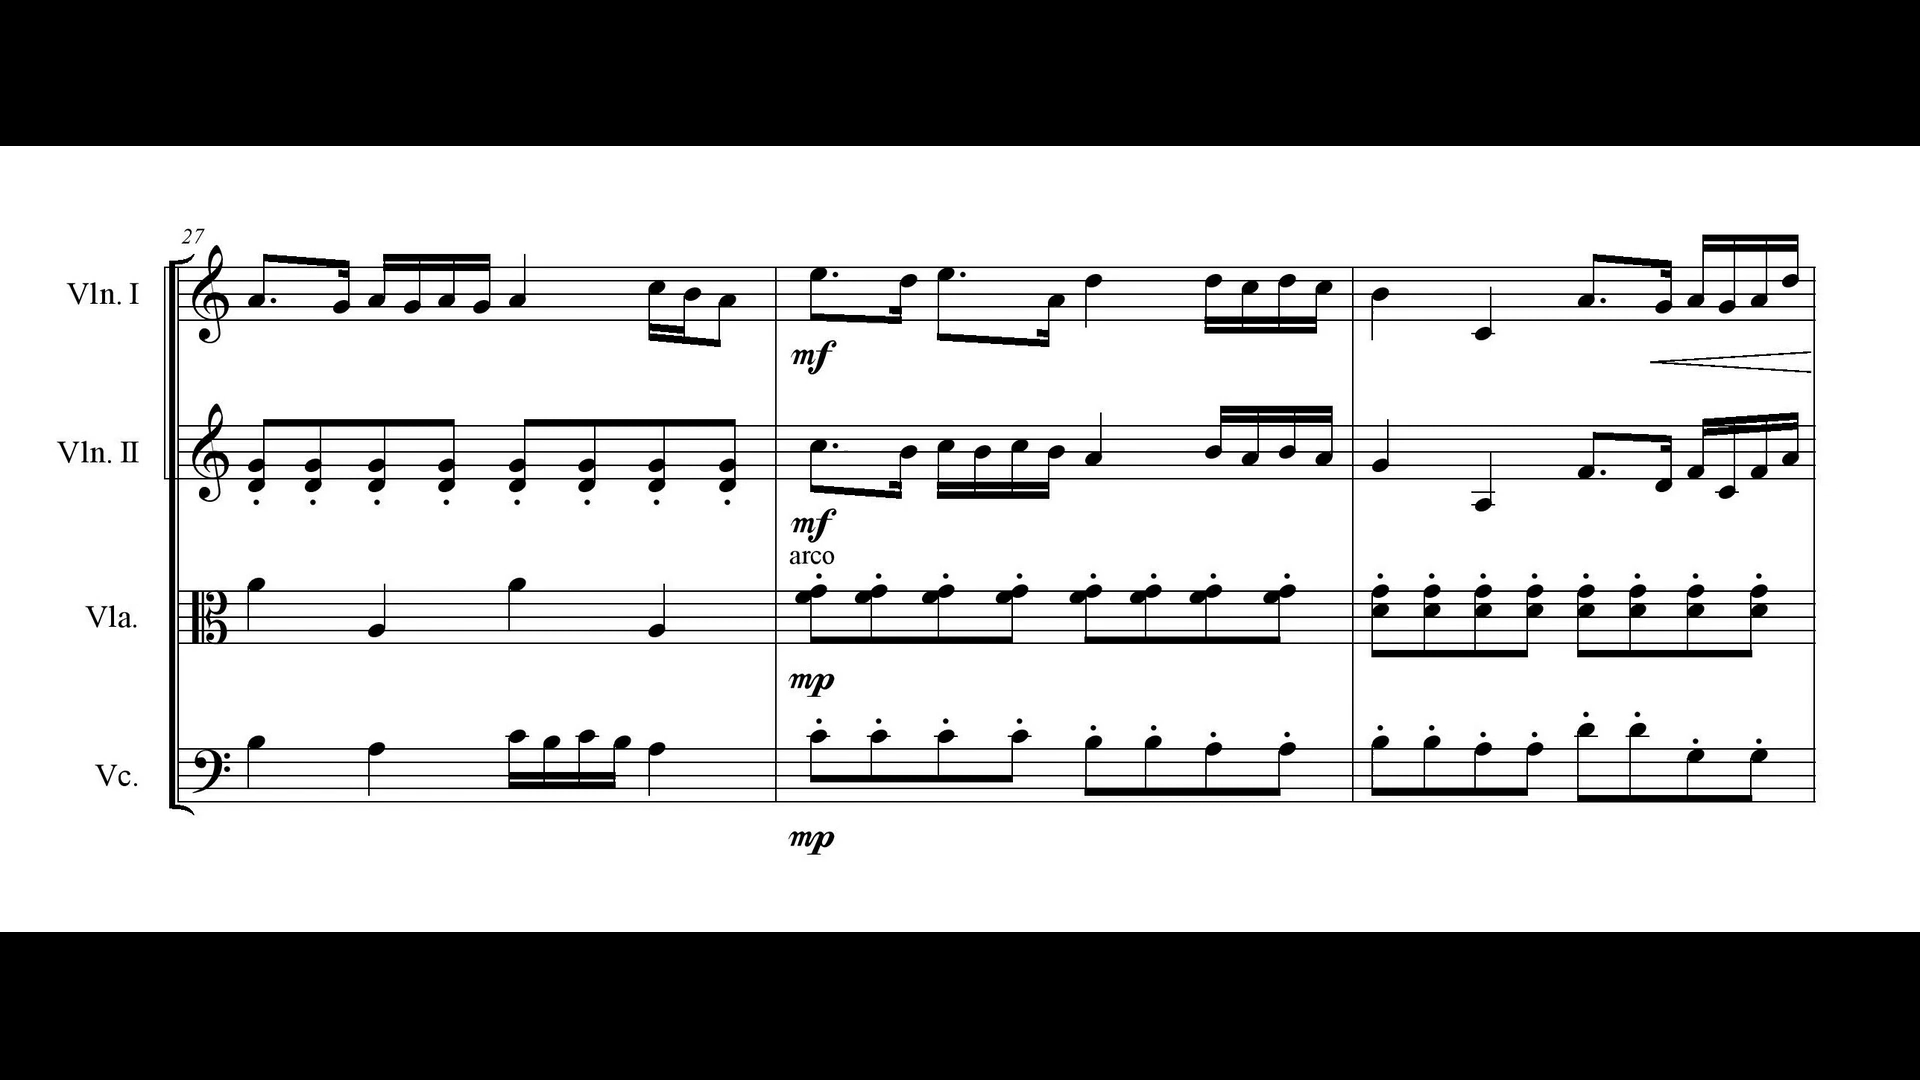 27
Vln. I
mf
Vln. II
mf
arco
Vla.
mp
Vc.
mp